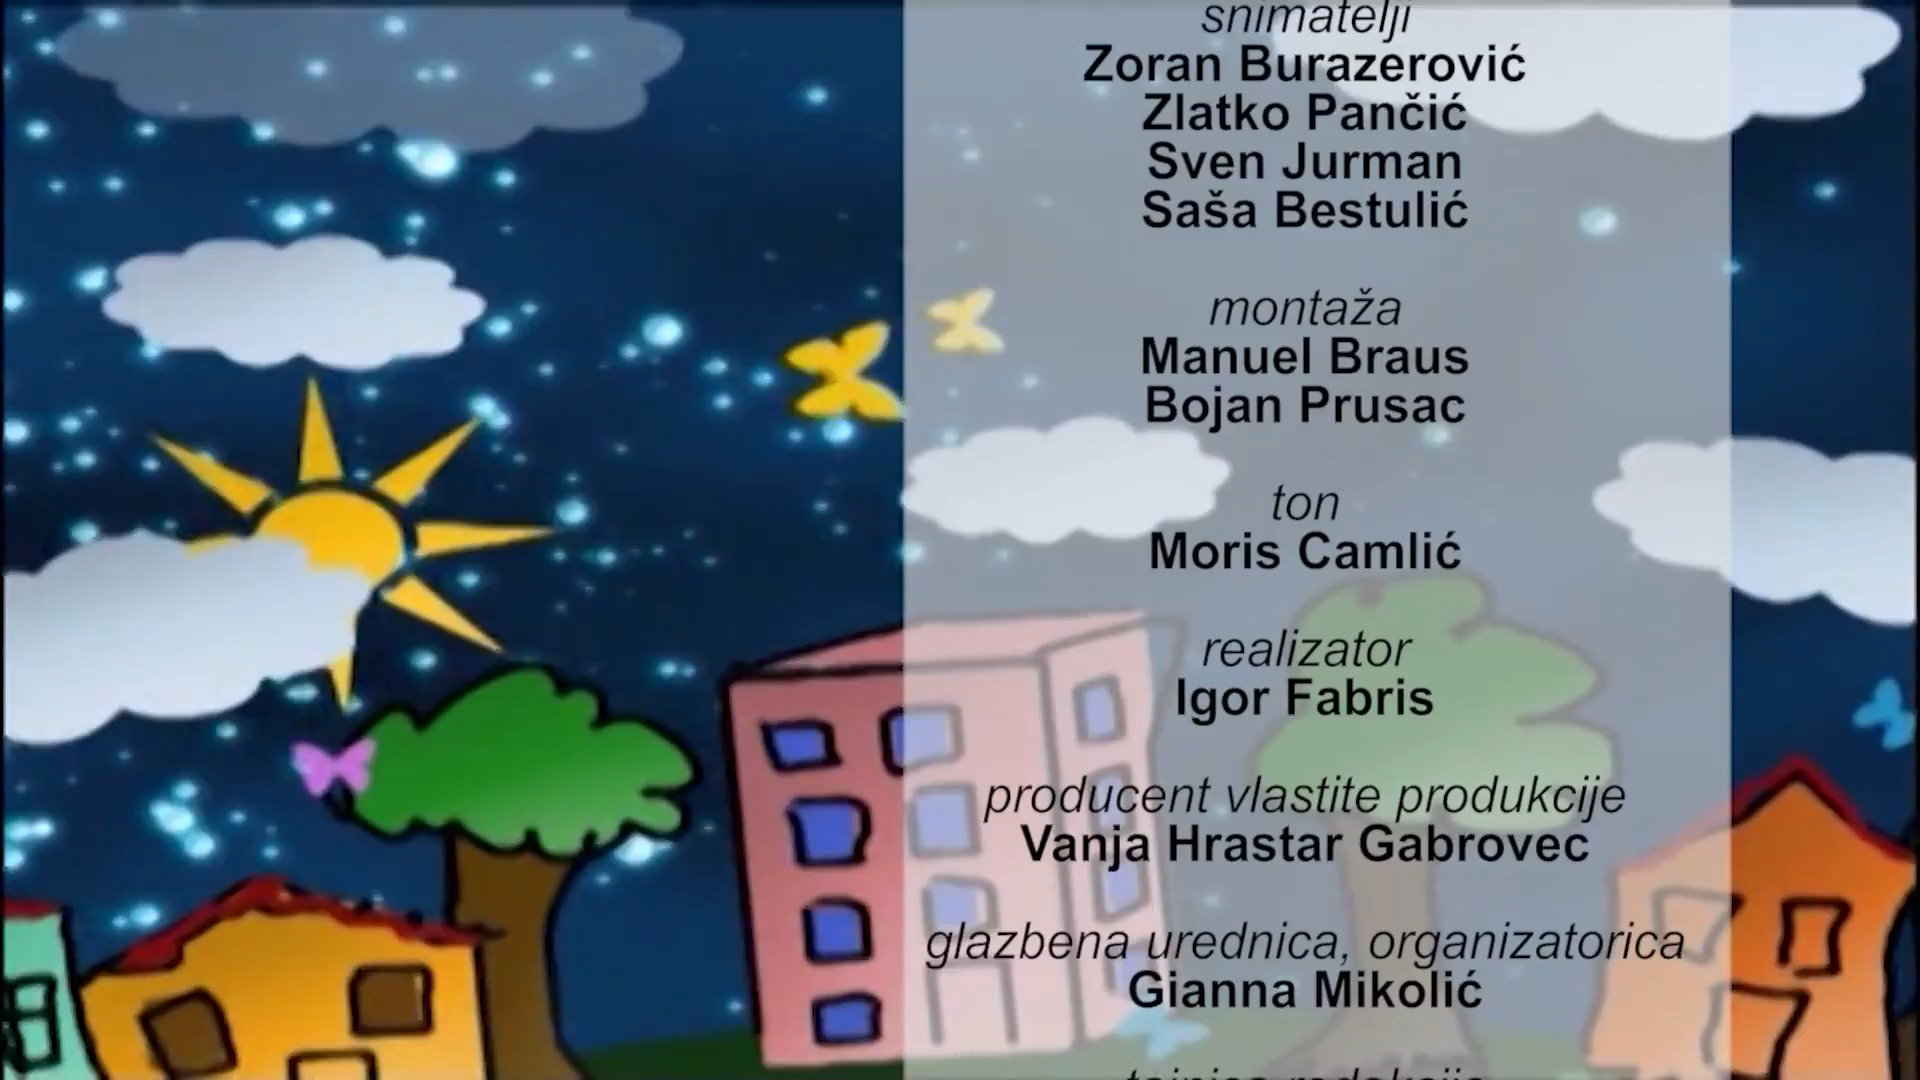 snimatelji
Zoran Burazerović
Zlatko Pančić
Sven Jurman
Saša Bestulić
montaža
Manuel Braus
Bojan Prusac
ton
Moris Camlić
realizator
Igor Fabris
producent vlastite produkcije
Vanja Hrastar Gabrovec
glazbena urednica, organizatorica
Gianna Mikolić